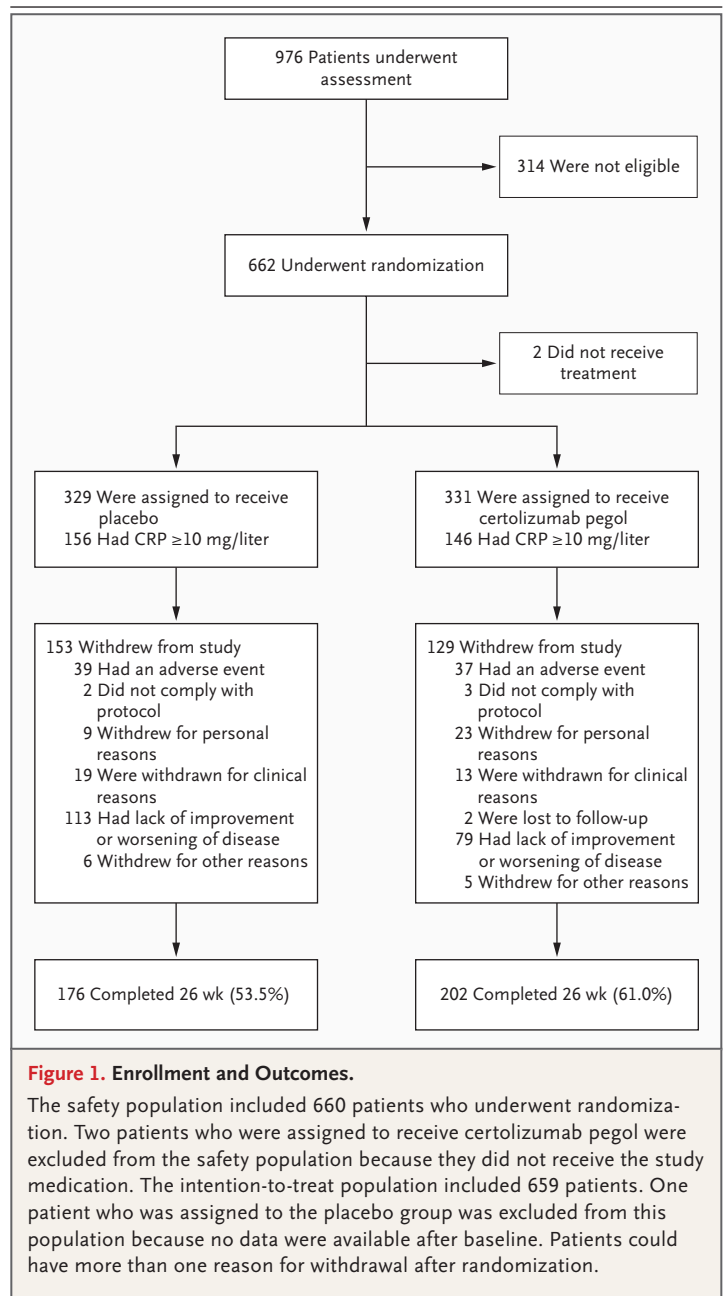 976 Patients underwent
assessment
314 Were not eligible
662 Underwent randomization
2 Did not receive
treatment
329 Were assigned to receive
placebo
156 Had CRP ≥10 mg/liter
331 Were assigned to receive
certolizumab pegol
146 Had CRP ≥10 mg/liter
153 Withdrew from study
39 Had an adverse event
2 Did not comply with
protocol
9 Withdrew for personal
reasons
19 Were withdrawn for clinical
reasons
113 Had lack of improvement
or worsening of disease
6 Withdrew for other reasons
129 Withdrew from study
37 Had an adverse event
3 Did not comply with
protocol
23 Withdrew for personal
reasons
13 Were withdrawn for clinical
reasons
2 Were lost to follow-up
79 Had lack of improvement
or worsening of disease
5 Withdrew for other reasons
176 Completed 26 wk (53.5%)
202 Completed 26 wk (61.0%)
Figure 1. Enrollment and Outcomes.
The safety population included 660 patients who underwent randomiza-
tion. Two patients who were assigned to receive certolizumab pegol were
excluded from the safety population because they did not receive the study
medication. The intention-to-treat population included 659 patients. One
patient who was assigned to the placebo group was excluded from this
population because no data were available after baseline. Patients could
have more than one reason for withdrawal after randomization.